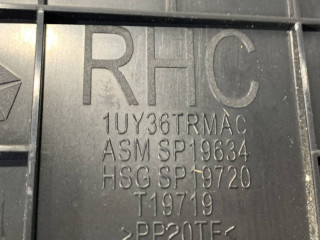 RHC
1UY36TRMAC
ASM SP19634
HSG SP19720
T19719
>PP20TF<